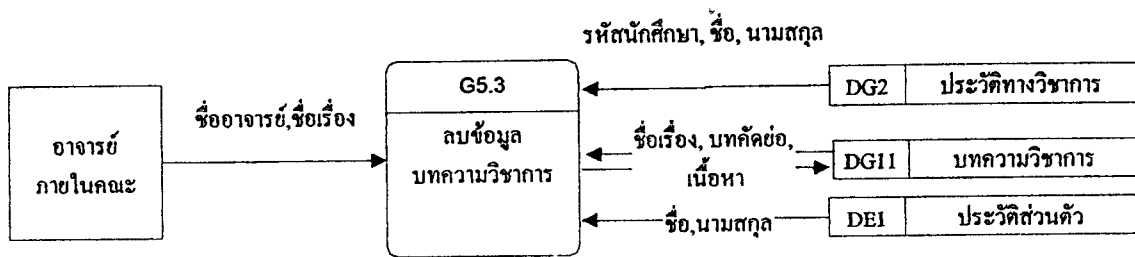 รหัสนักศึกษา, ชื่อ, นามสกุล
G5.3
DG2 ประวัติทางวิชาการ
ชื่ออาจารย์,ชื่อเรื่อง
อาจารย์
ภายในคณะ
ลบข้อมูล
บทความวิชาการ
ชื่อเรื่อง, บทคัดย่อ,
เนื้อหา
DG11 บทความวิชาการ
ชื่อ,นามสกุล
DE1 ประวัติส่วนตัว